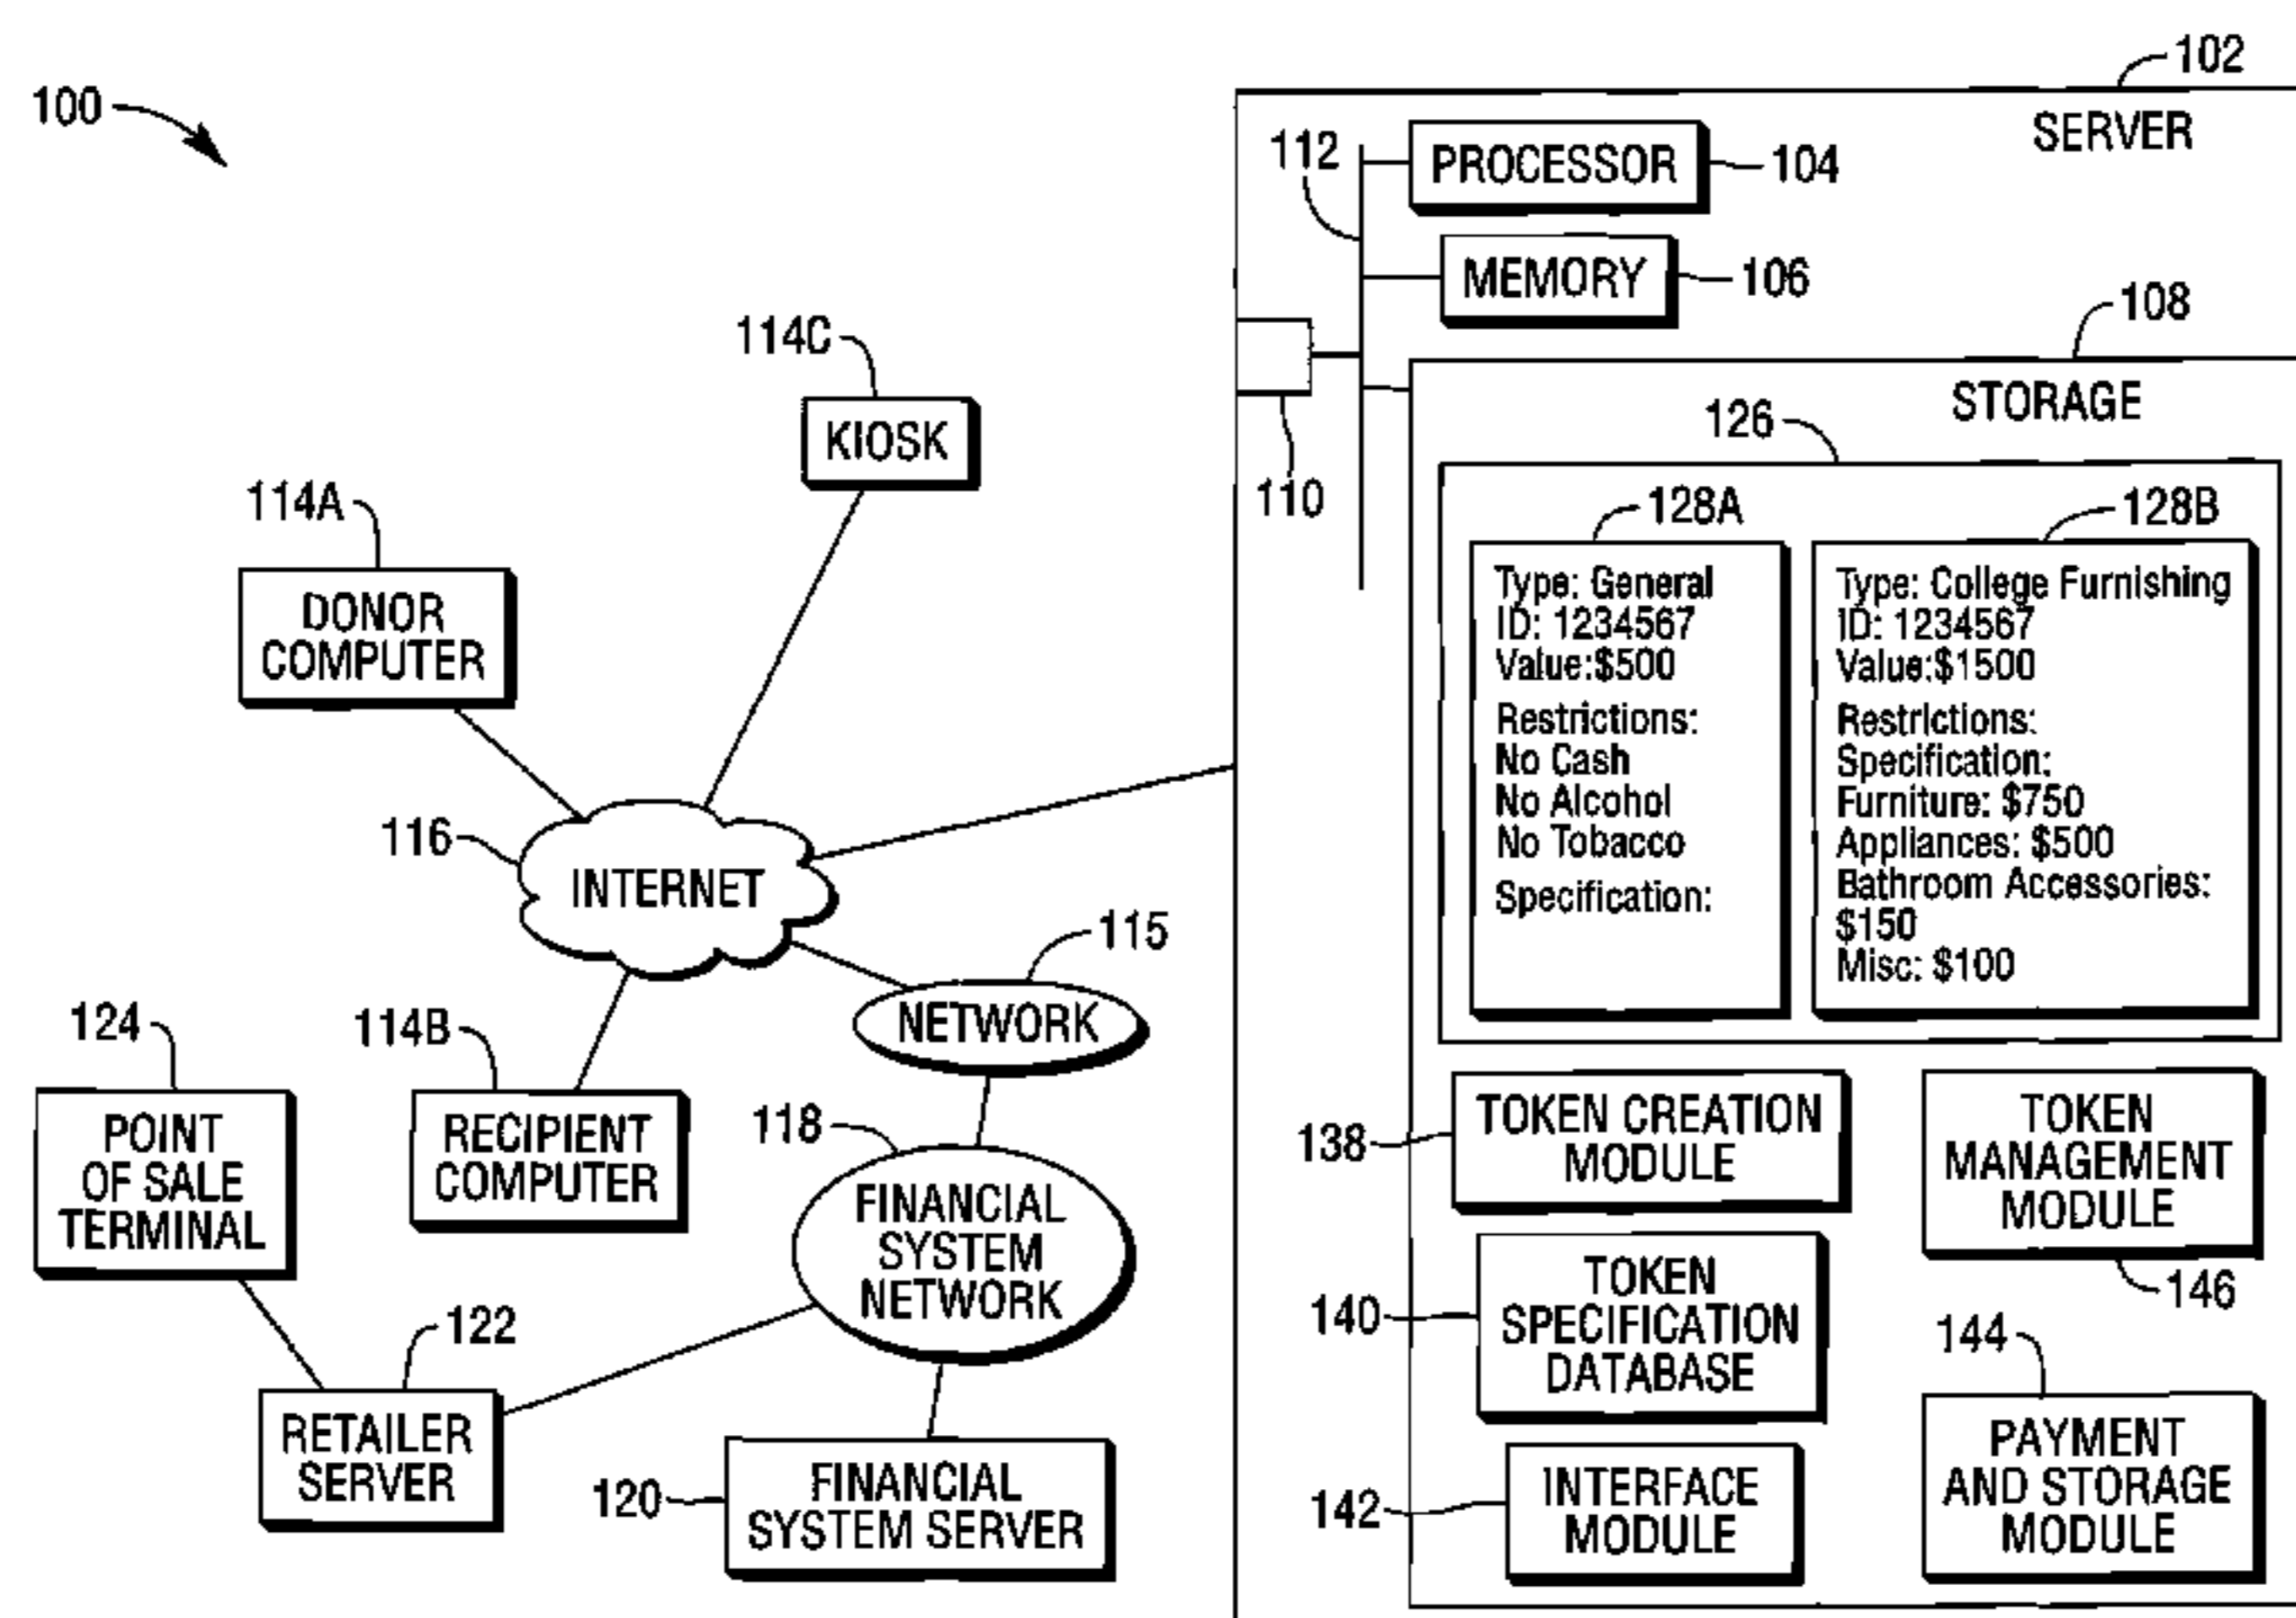 100
102
SERVER
112
PROCESSOR
104
MEMORY
106
108
STORAGE
110
126
128A
Type: General
ID: 1234567
Value:$500
Restrictions:
No Cash
No Alcohol
No Tobacco
Specification:
128B
Type: College Furnishing
ID: 1234567
Value:$1500
Restrictions:
Specification:
Furniture: $750
Appliances: $500
Bathroom Accessories:
$150
Misc: $100
114C
KIOSK
114A
DONOR
COMPUTER
116
INTERNET
115
NETWORK
124
POINT
OF SALE
TERMINAL
114B
RECIPIENT
COMPUTER
118
FINANCIAL
SYSTEM
NETWORK
122
RETAILER
SERVER
120
FINANCIAL
SYSTEM SERVER
138
TOKEN CREATION
MODULE
TOKEN
MANAGEMENT
MODULE
146
140
TOKEN
SPECIFICATION
DATABASE
144
PAYMENT
AND STORAGE
MODULE
142
INTERFACE
MODULE